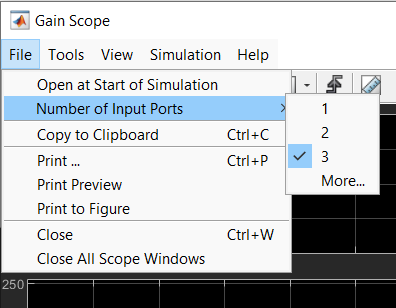 Gain Scope
File Tools View Simulation Help
Open at Start of Simulation
Number of Input Ports
1
2
3
More...
Copy to Clipboard Ctrl+C
Print ... Ctrl+P
Print Preview
Print to Figure
Close Ctrl+W
Close All Scope Windows
250